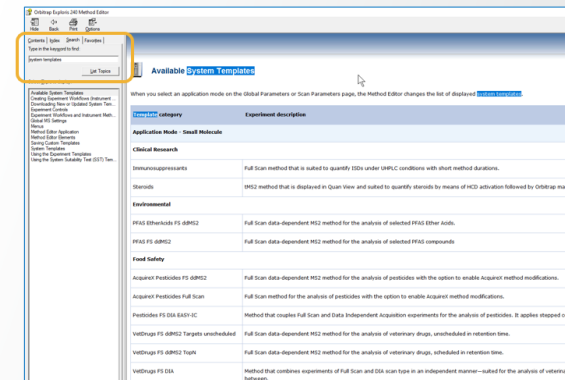 Orbitrap Exploris 240 Method Editor
Hide Back Print Options
Contents Index Search Favorites
Type in the keyword to find:
system templates
List Topics
Available System Templates
Creating Experiment Workflows (Instrument ...
Downloading New or Updated System Tem...
Experiment Controls
Experiment Workflows and Instrument Meth...
Global MS Settings
Menus
Method Editor Application
Method Editor Elements
Saving Custom Templates
System Templates
Using the Experiment Templates
Using the System Suitability Test (SST) Tem...
Available System Templates
When you select an application mode on the Global Parameters or Scan Parameters page, the Method Editor changes the list of displayed system templates.
Template category Experiment description
Application Mode - Small Molecule
Clinical Research
Immunosuppressants Full Scan method that is suited to quantify ISDs under UHPLC conditions with short method durations.
Steroids tMS2 method that is displayed in Quan View and suited to quantify steroids by means of HCD activation followed by Orbitrap
Environmental
PFAS EtherAcids FS ddMS2 Full Scan data-dependent MS2 method for the analysis of selected PFAS Ether Acids.
PFAS FS ddMS2 Full Scan data-dependent MS2 method for the analysis of selected PFAS compounds
Food Safety
AcquireX Pesticides FS ddMS2 Full Scan data-dependent MS2 method for the analysis of pesticides with the option to enable AcquireX method modifications.
AcquireX Pesticides Full Scan Full Scan method for the analysis of pesticides with the option to enable AcquireX method modifications.
Pesticides FS DIA EASY-IC Method that couples Full Scan and Data Independent Acquisition experiments for the analysis of pesticides. It applies stepped
VetDrugs FS ddMS2 Targets unscheduled Full Scan data-dependent MS2 method for the analysis of veterinary drugs, unscheduled in retention time.
VetDrugs FS ddMS2 TopN Full Scan data-dependent MS2 method for the analysis of veterinary drugs, scheduled in retention time.
VetDrugs FS DIA Method that combines experiments of Full Scan and DIA scan type in an independent manner—suited for the analysis of
between.